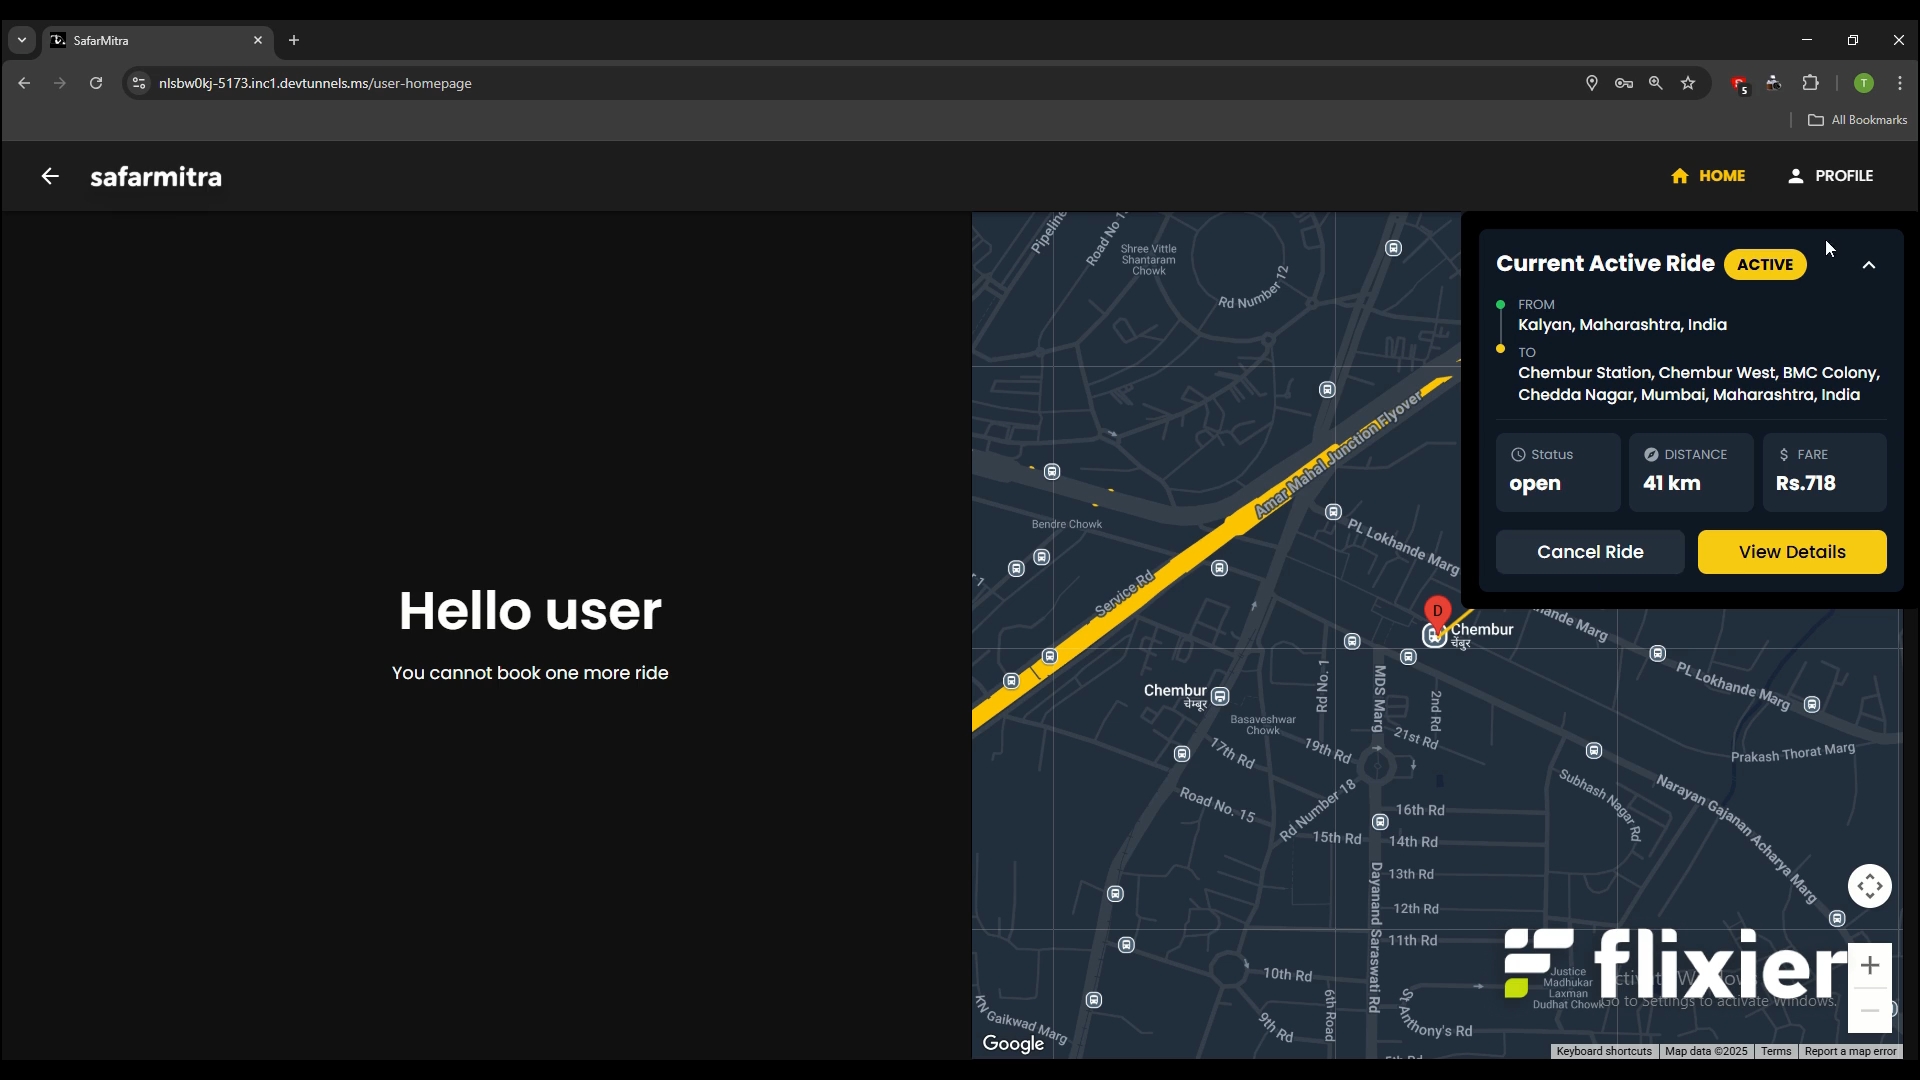 SafarMitra
nlsbw0kj-5173.inc1.devtunnels.ms/user-homepage
5
T
All Bookmarks
safarmitra
HOME
PROFILE
Current Active Ride
ACTIVE
FROM
Kalyan, Maharashtra, India
TO
Chembur Station, Chembur West, BMC Colony,
Chedda Nagar, Mumbai, Maharashtra, India
Status
open
DISTANCE
41 km
$ FARE
Rs.718
Cancel Ride
View Details
Hello user
You cannot book one more ride
Pipeline
Road No 1
Shree Vittle
Shantaram
Chowk
Rd Number 12
Amar Mahal Junction Flyover
Bendre Chowk
PL Lokhande Marg
Service Rd
D
Chembur
चेंबुर
hande Marg
PL Lokhande Marg
Rd No. 1
MDS Marg
2nd Rd
Chembur
चेम्बूर
Basaveshwar
Chowk
17th Rd
19th Rd
21st Rd
Prakash Thorat Marg
Subhash Nagar Rd
Narayan Gajanan Acharya Marg
Road No. 15
Rd Number 18
16th Rd
15th Rd
14th Rd
13th Rd
12th Rd
11th Rd
Dayanand Saraswati Rd
10th Rd
9th Rd
6th Road
St Anthony's Rd
KN Gaikwad Marg
Justice
Madhukar
Laxman
Dudhat Chowk
flixier
Go to Settings to activate Windows.
Google
Keyboard shortcuts
Map data ©2025
Terms
Report a map error